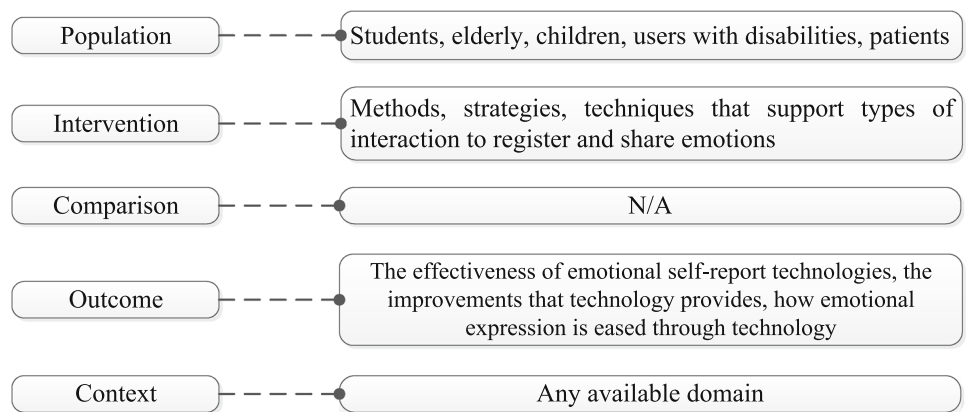 Population
Students, elderly, children, users with disabilities, patients
Intervention
Methods, strategies, techniques that support types of
interaction to register and share emotions
Comparison
N/A
Outcome
The effectiveness of emotional self-report technologies, the
improvements that technology provides, how emotional
expression is eased through technology
Context
Any available domain